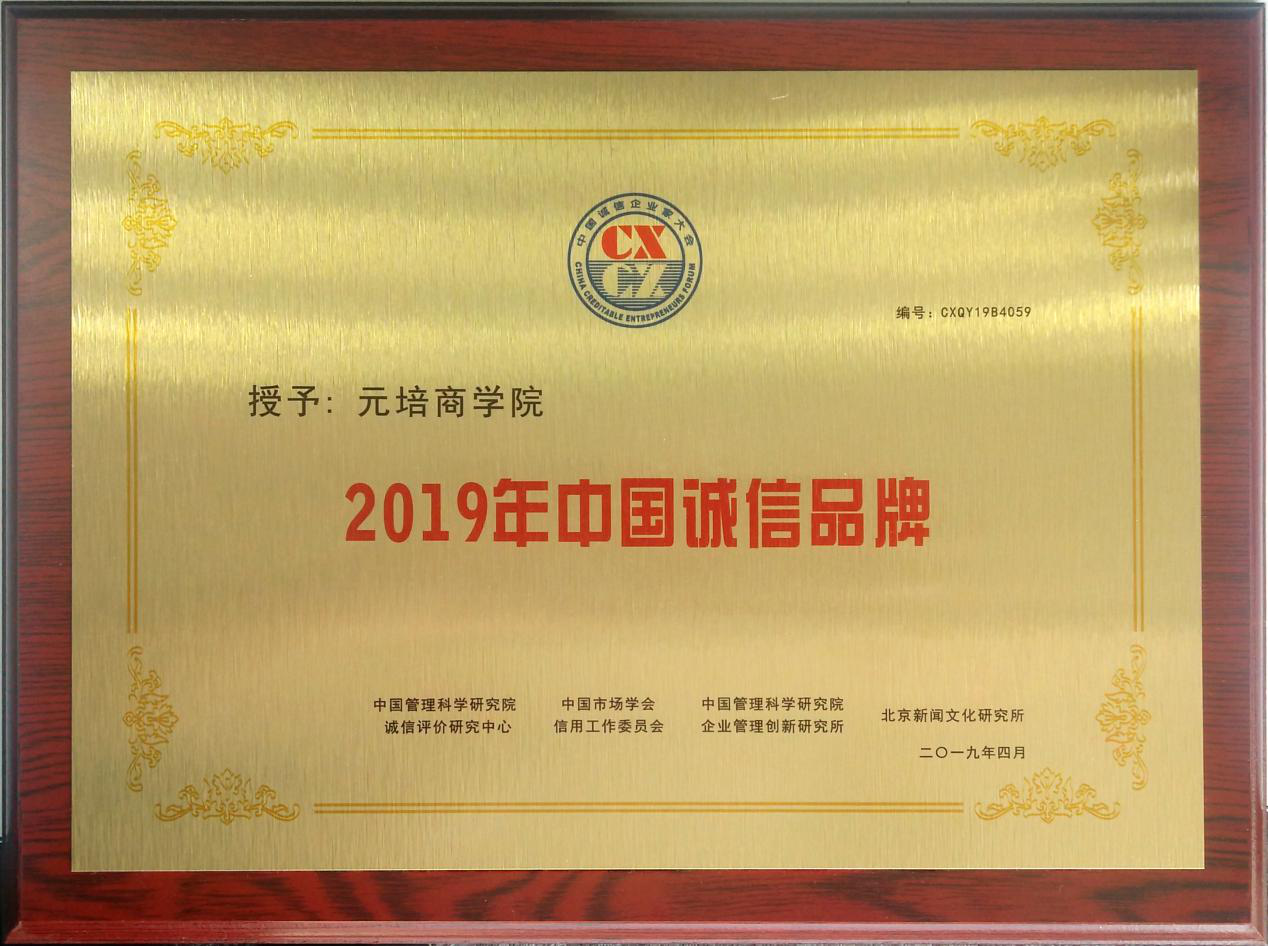 中国诚信企业家大会
CX
CHINA CREDITABLE ENTREPRENEURS FORUM
编号：CXQY19B4059
授予：元培商学院
2019年中国诚信品牌
中国管理科学研究院
诚信评价研究中心
中国市场学会
信用工作委员会
中国管理科学研究院
企业管理创新研究所
北京新闻文化研究所
二〇一九年四月